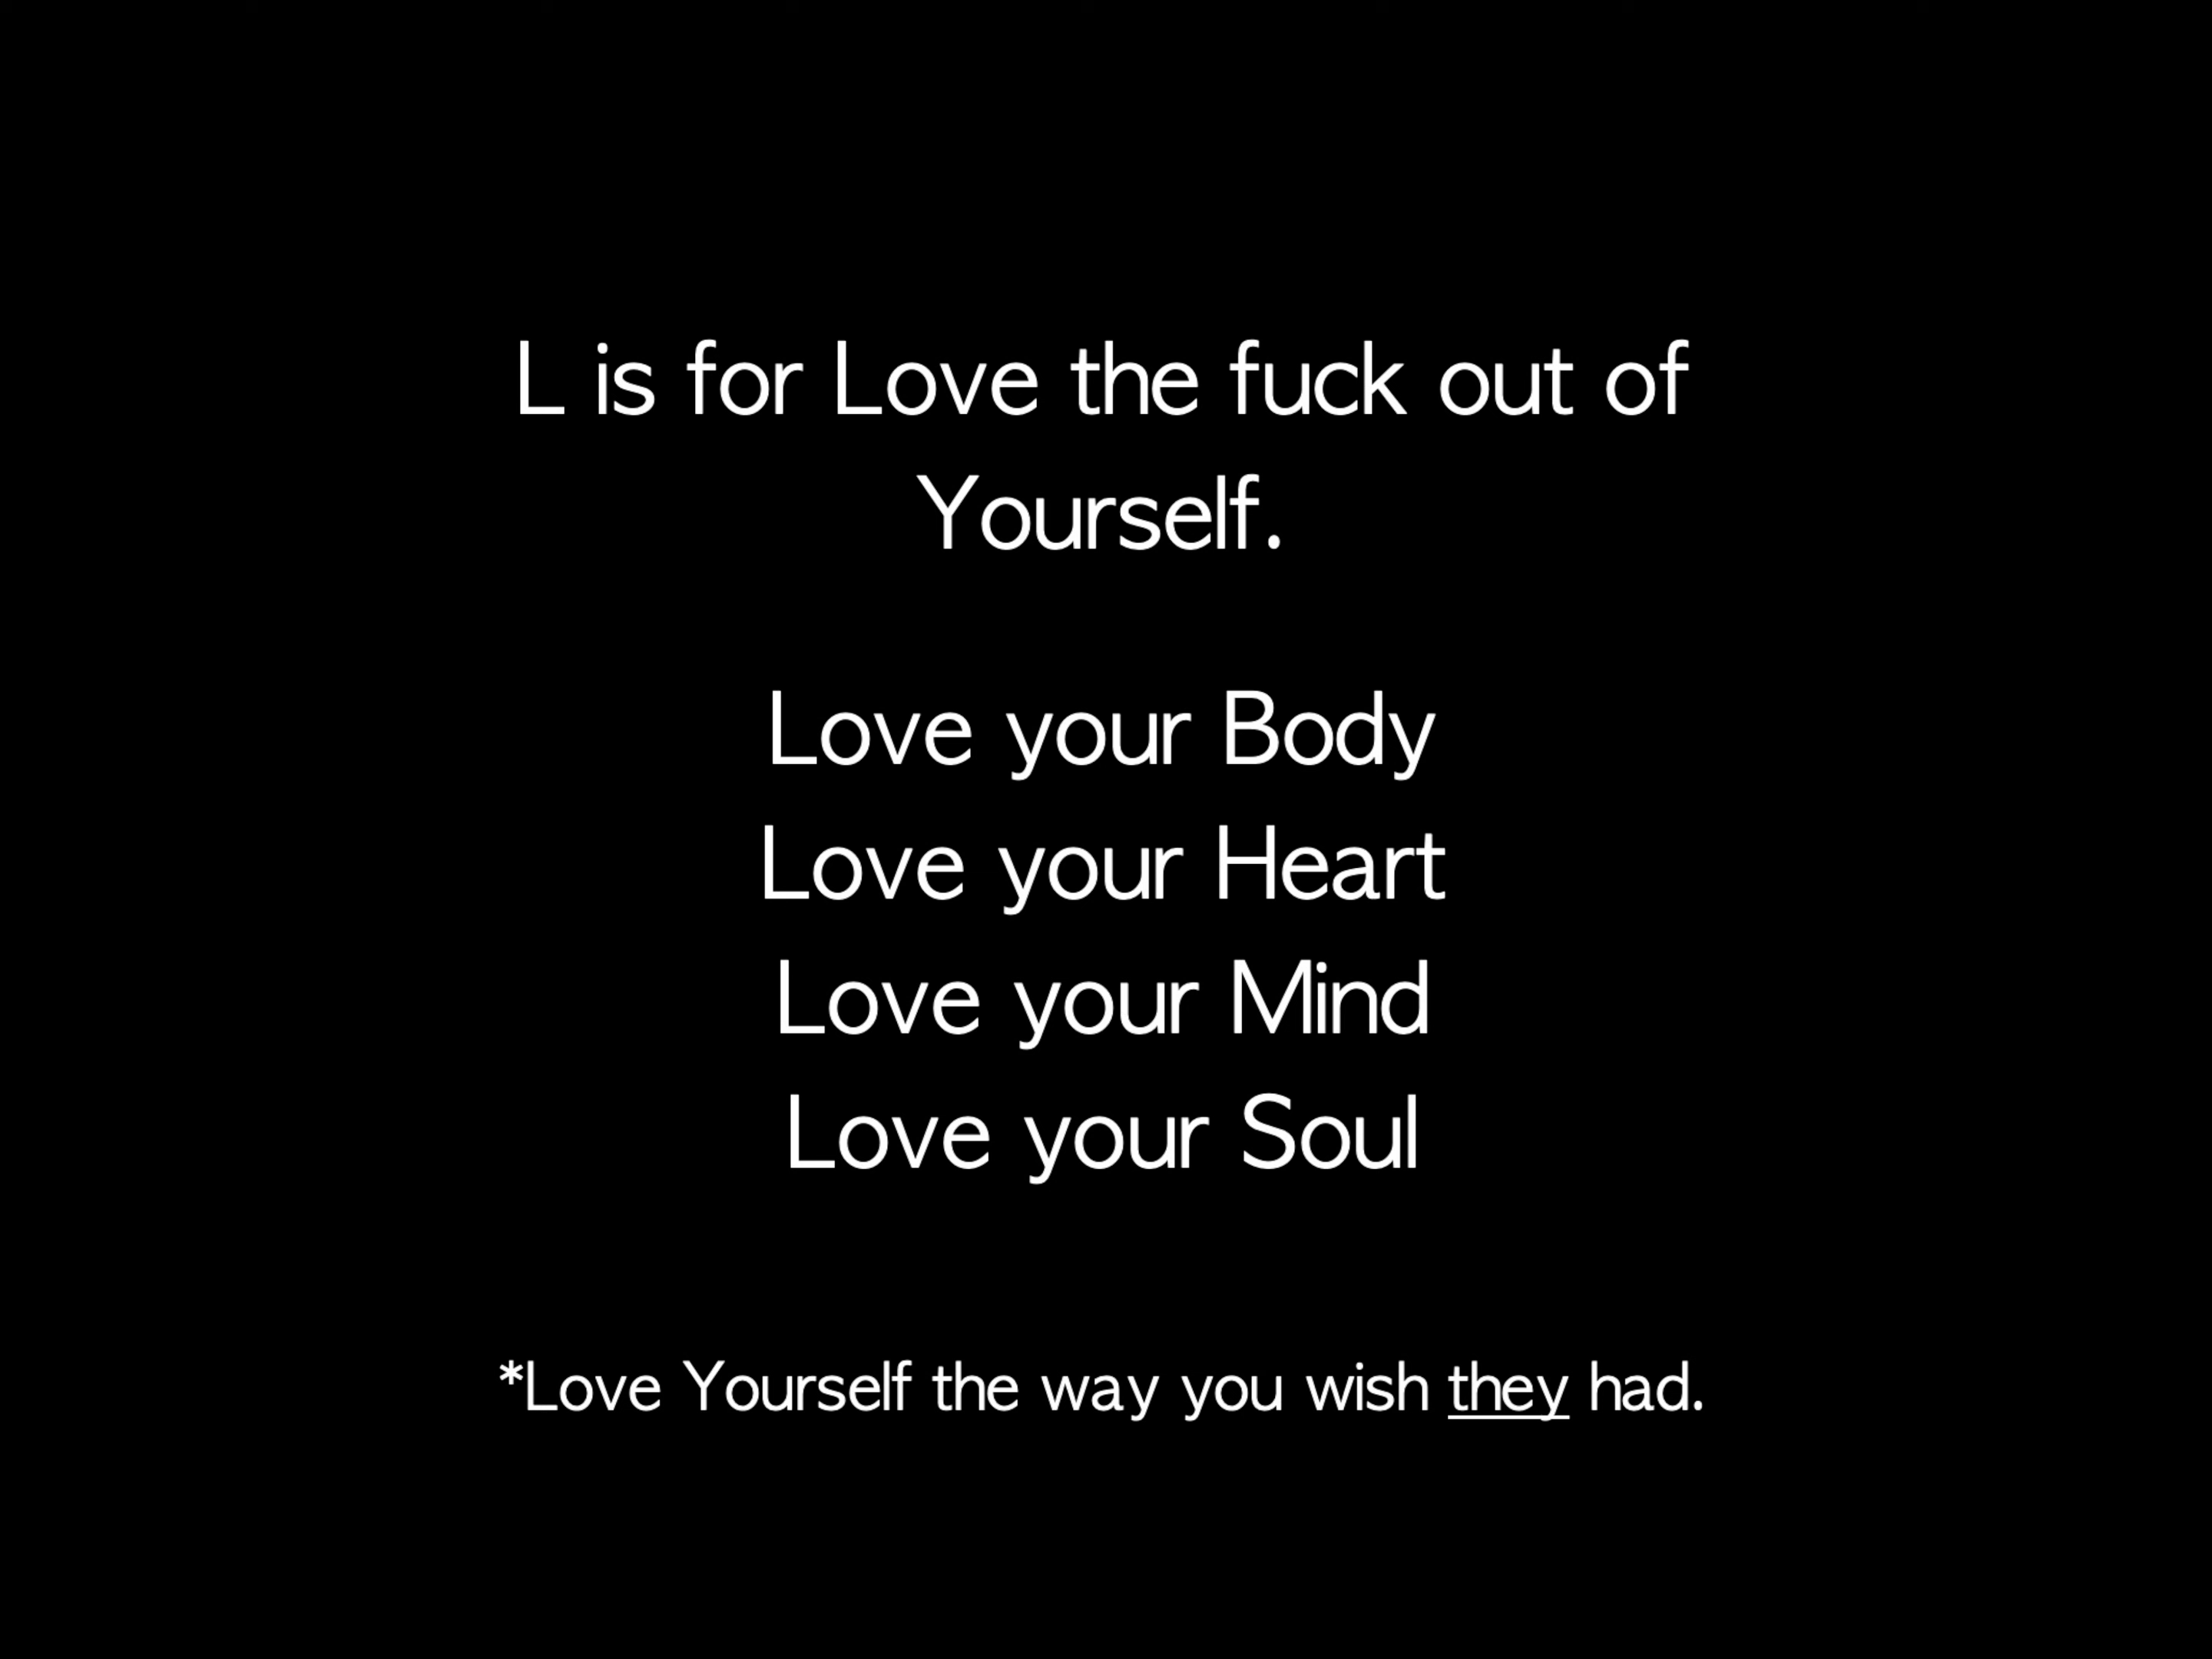 L is for Love the fuck out of
Yourself.
Love your Body
Love your Heart
Love your Mind
Love your Soul
*Love Yourself the way you wish they had.